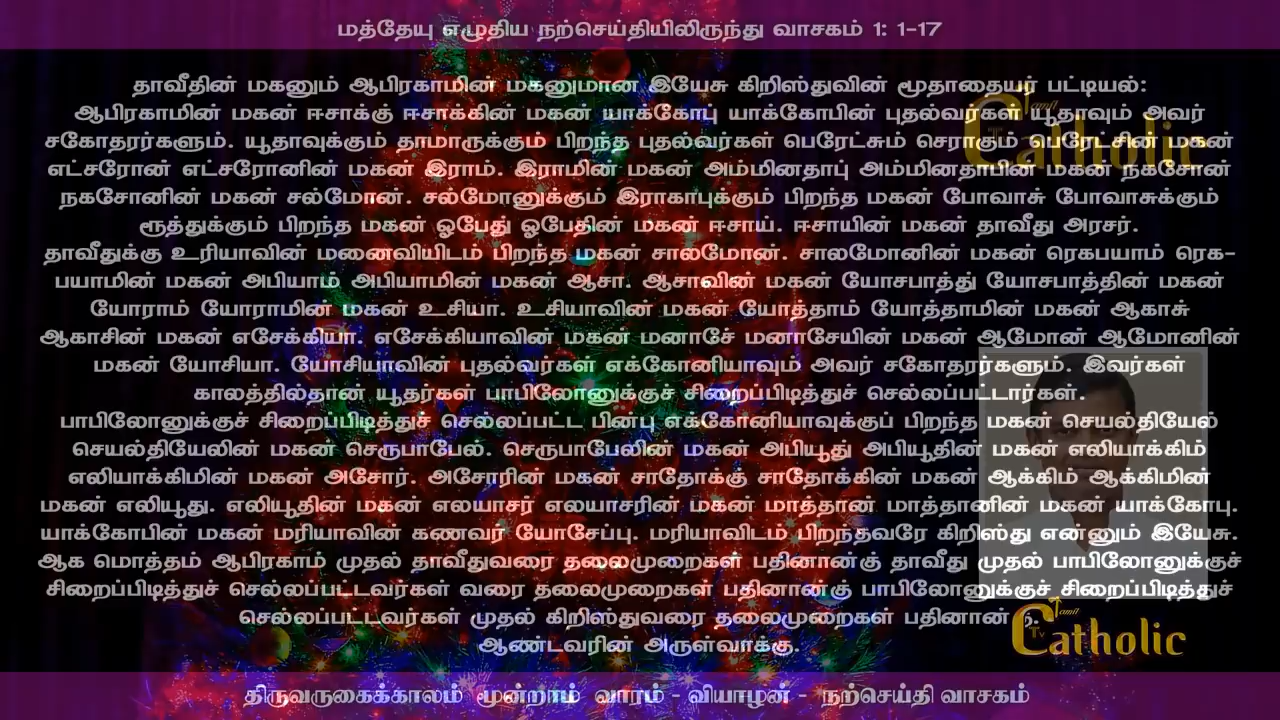 மத்தேயு எழுதிய நற்செய்தியிலிருந்து வாசகம் 1: 1-17
தாவீதின் மகனும் ஆபிரகாமின் மகனுமான இயேசு கிறிஸ்துவின் மூதாதையர் பட்டியல்:
ஆபிரகாமின் மகன் ஈசாக்கு ஈசாக்கின் மகன் யாக்கோபு யாக்கோபின் புதல்வர்கள் யூதாவும் அவர்
சகோதரர்களும். யூதாவுக்கும் தாமாருக்கும் பிறந்த புதல்வர்கள் பெரேட்சும் செராகும் பெரேட்சின் மகன்
எட்சரோன் எட்சரோனின் மகன் இராம். இராமின் மகன் அம்மினதாபு அம்மினதாபின் மகன் நகசோன்
நகசோனின் மகன் சல்மோன். சல்மோனுக்கும் இராகாபுக்கும் பிறந்த மகன் போவாசு போவாசுக்கும்
ரூத்துக்கும் பிறந்த மகன் ஓபேது ஓபேதின் மகன் ஈசாய். ஈசாயின் மகன் தாவீது அரசர்.
தாவீதுக்கு உரியாவின் மனைவியிடம் பிறந்த மகன் சாலமோன். சாலமோனின் மகன் ரெகபயாம் ரெக-
பயாமின் மகன் அபியாம் அபியாமின் மகன் ஆசா. ஆசாவின் மகன் யோசபாத்து யோசபாத்தின் மகன்
யோராம் யோராமின் மகன் உசியா. உசியாவின் மகன் யோத்தாம் யோத்தாமின் மகன் ஆகாசு
ஆகாசின் மகன் எசேக்கியா. எசேக்கியாவின் மகன் மனாசே மனாசேயின் மகன் ஆமோன் ஆமோனின்
மகன் யோசியா. யோசியாவின் புதல்வர்கள் எக்கோனியாவும் அவர் சகோதரர்களும். இவர்கள்
காலத்தில்தான் யூதர்கள் பாபிலோனுக்குச் சிறைப்பிடித்துச் செல்லப்பட்டார்கள்.
பாபிலோனுக்குச் சிறைப்பிடித்துச் செல்லப்பட்ட பின்பு எக்கோனியாவுக்குப் பிறந்த மகன் செயல்தியேல்
செயல்தியேலின் மகன் செருபாபேல். செருபாபேலின் மகன் அபியூது அபியூதின் மகன் எலியாக்கிம்
எலியாக்கிமின் மகன் அசோர். அசோரின் மகன் சாதோக்கு சாதோக்கின் மகன் ஆக்கிம் ஆக்கிமின்
மகன் எலியூது. எலியூதின் மகன் எலயாசர் எலயாசரின் மகன் மாத்தான் மாத்தானின் மகன் யாக்கோபு.
யாக்கோபின் மகன் மரியாவின் கணவர் யோசேப்பு. மரியாவிடம் பிறந்தவரே கிறிஸ்து என்னும் இயேசு.
ஆக மொத்தம் ஆபிரகாம் முதல் தாவீதுவரை தலைமுறைகள் பதினான்கு தாவீது முதல் பாபிலோனுக்குச்
சிறைப்பிடித்துச் செல்லப்பட்டவர்கள் வரை தலைமுறைகள் பதினான்கு பாபிலோனுக்குச் சிறைப்பிடித்துச்
செல்லப்பட்டவர்கள் முதல் கிறிஸ்துவரை தலைமுறைகள் பதினான்கு.
ஆண்டவரின் அருள்வாக்கு.
திருவருகைக்காலம் மூன்றாம் வாரம் - வியாழன் - நற்செய்தி வாசகம்
Tamil Catholic Tv
Tamil Catholic Tv